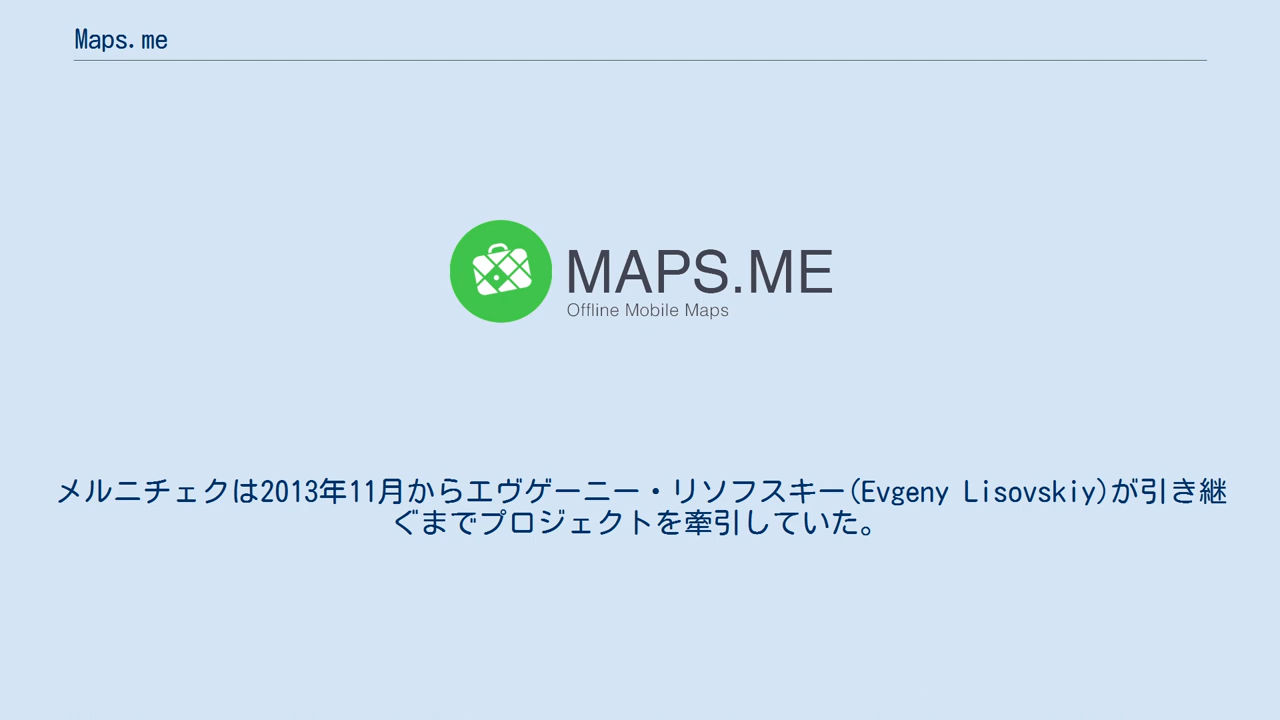 Maps.me
MAPS.ME
Offline Mobile Maps
メルニチェクは2013年11月からエヴゲーニー・リソフスキー(Evgeny Lisovskiy)が引き継
ぐまでプロジェクトを牽引していた。